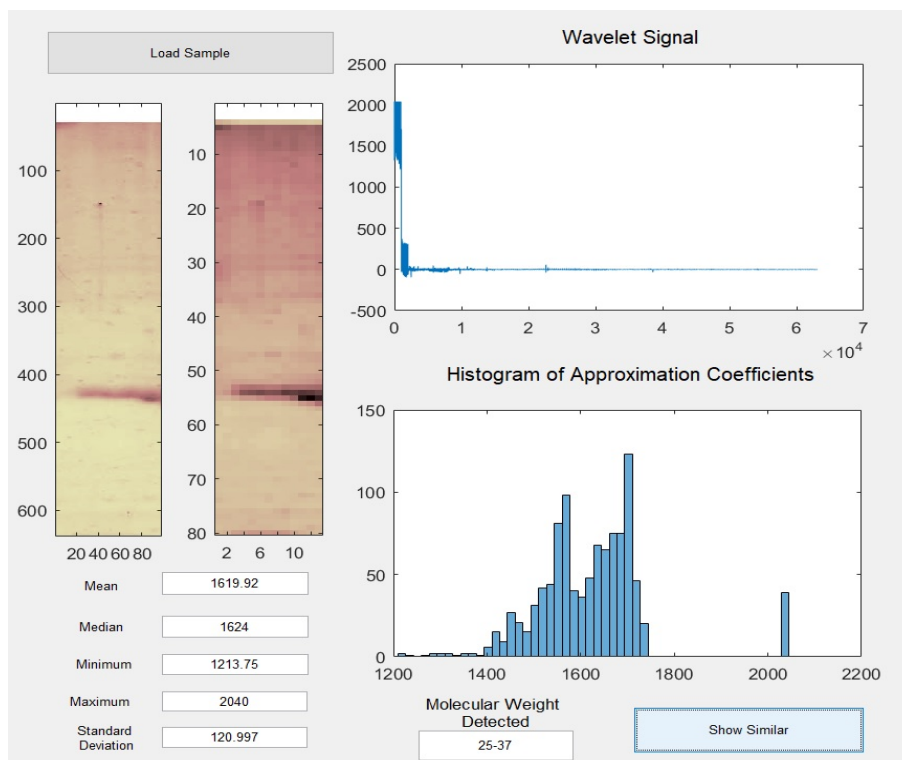 Load Sample
100
200
300
400
500
600
20 40 60 80
10
20
30
40
50
60
70
80
2 6 10
Wavelet Signal
2500
2000
1500
1000
500
0
-500
0 1 2 3 4 5 6 7
× 10⁴
Histogram of Approximation Coefficients
150
100
50
0
1200 1400 1600 1800 2000 2200
Mean 1619.92
Median 1624
Minimum 1213.75
Maximum 2040
Standard
Deviation 120.997
Molecular Weight
Detected
25-37
Show Similar